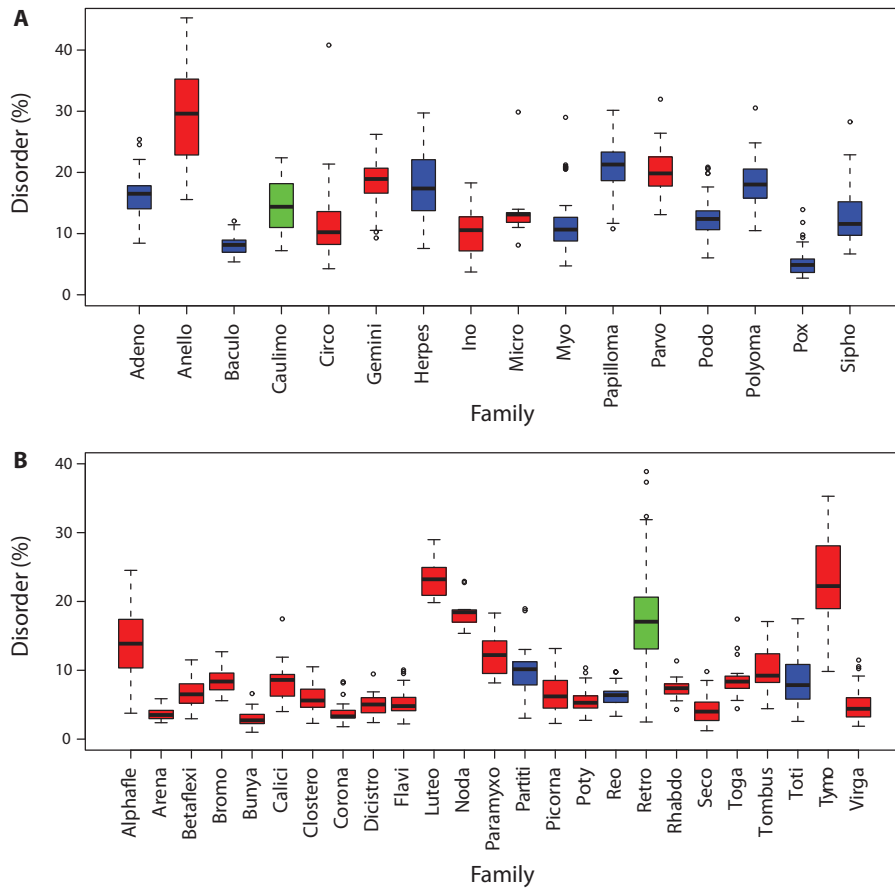 A
Disorder (%)
40
30
20
10
0
Adeno
Anello
Baculo
Caulimo
Circo
Gemini
Herpes
Ino
Micro
Myo
Papilloma
Parvo
Podo
Polyoma
Pox
Sipho
Family
B
Disorder (%)
40
30
20
10
0
Alphafle
Arena
Betaflexi
Bromo
Bunya
Calici
Clostero
Corona
Dicistro
Flavi
Luteo
Noda
Paramyxo
Partiti
Picorna
Poty
Reo
Retro
Rhabdo
Seco
Toga
Tombus
Toti
Tymo
Virga
Family